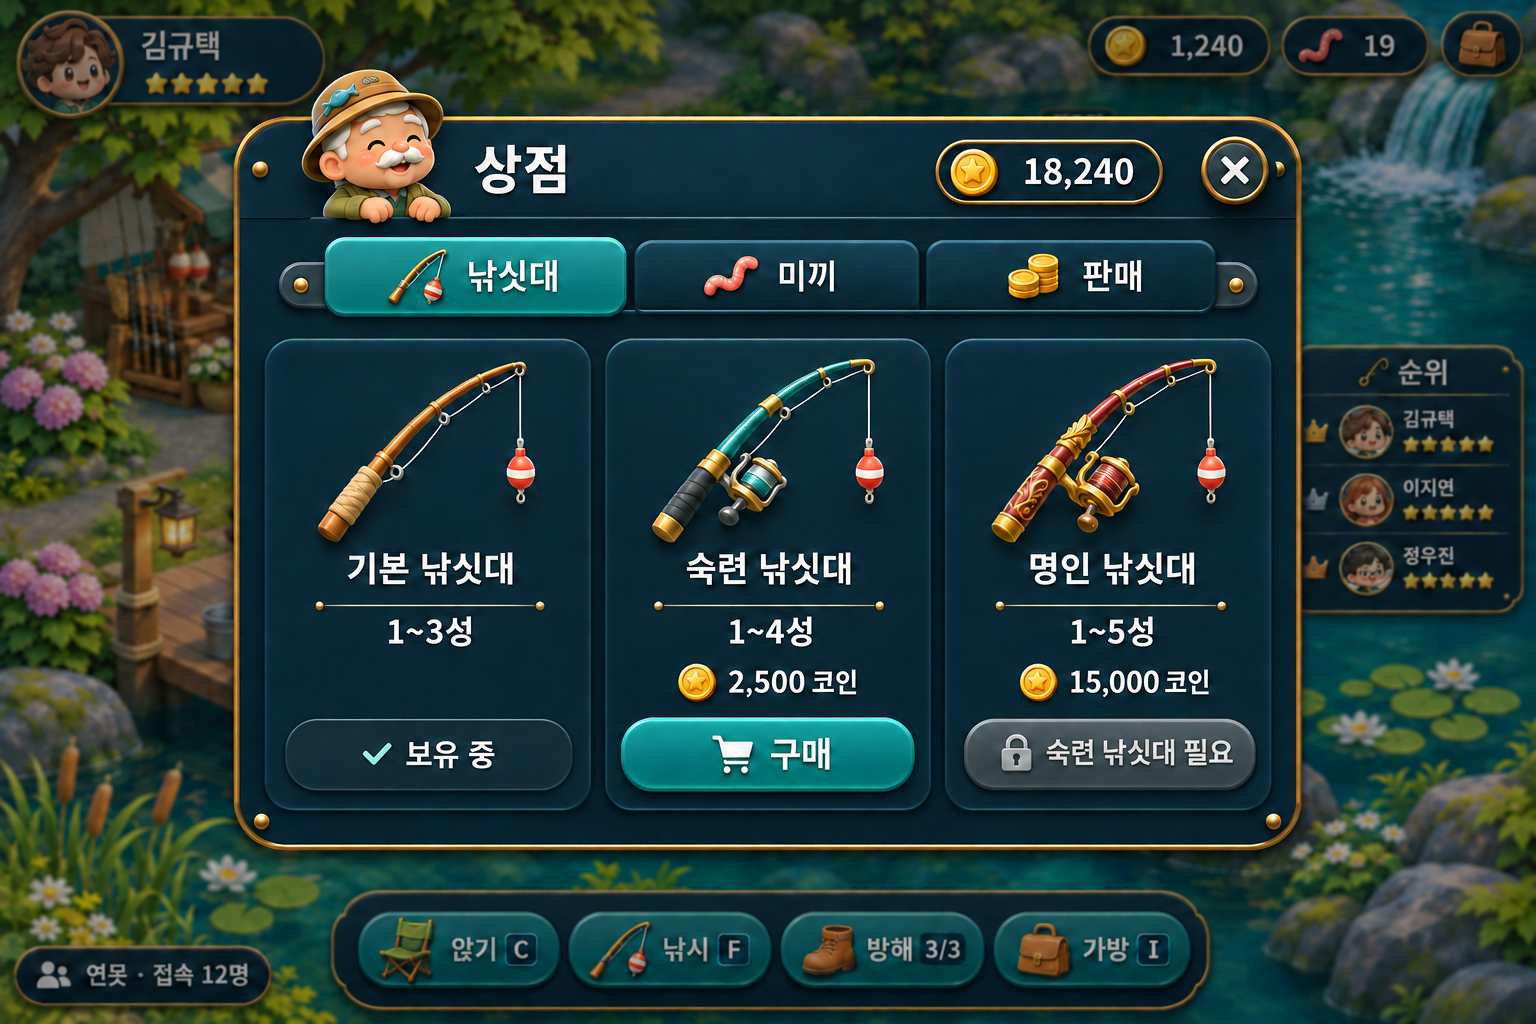 김규택
1,240
19
상점
18,240
낚싯대
미끼
판매
기본 낚싯대
1~3성
보유 중
숙련 낚싯대
1~4성
2,500 코인
구매
명인 낚싯대
1~5성
15,000 코인
숙련 낚싯대 필요
순위
김규택
이지연
정우진
앉기 C
낚시 F
방해 3/3
가방 I
연못 · 접속 12명